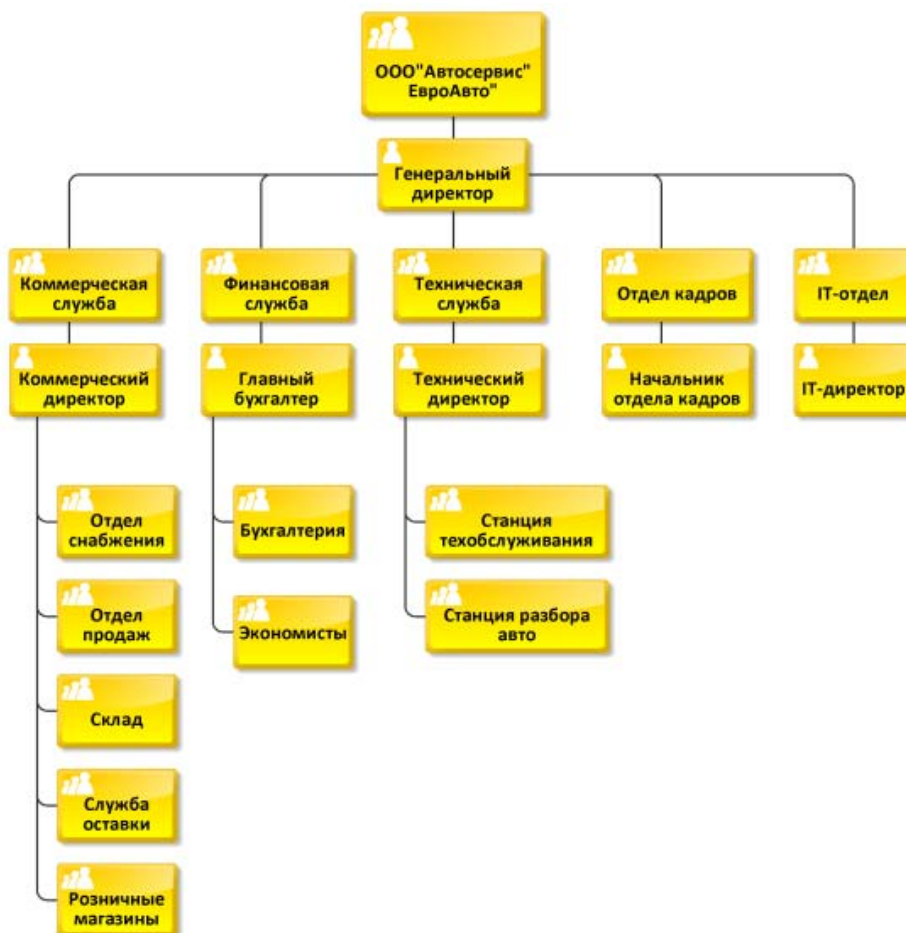 ООО"Автосервис"
ЕвроАвто"
Генеральный
директор
Коммерческая
служба
Финансовая
служба
Техническая
служба
Отдел кадров
IT-отдел
Коммерческий
директор
Главный
бухгалтер
Технический
директор
Начальник
отдела кадров
IT-директор
Отдел
снабжения
Отдел
продаж
Склад
Служба
оставки
Розничные
магазины
Бухгалтерия
Экономисты
Станция
техобслуживания
Станция разбора
авто